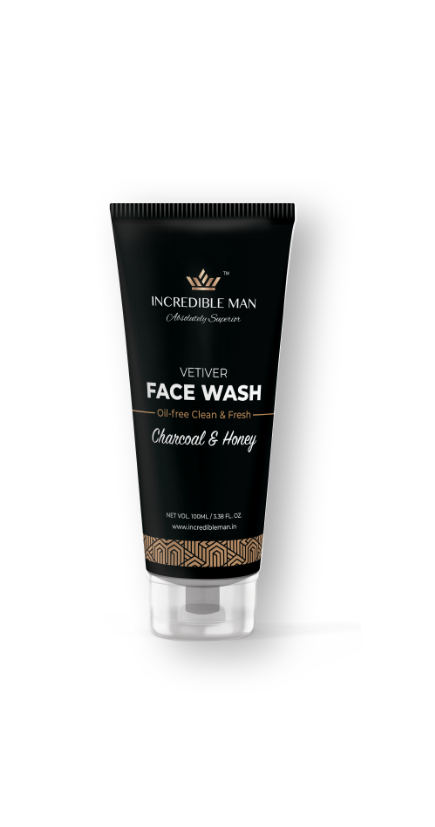 TM
INCREDIBLE MAN
Absolutely Superior
VETIVER
FACE WASH
Oil-free Clean & Fresh
Charcoal & Honey
NET VOL. 100ML / 3.38 FL. OZ.
www.incredibleman.in